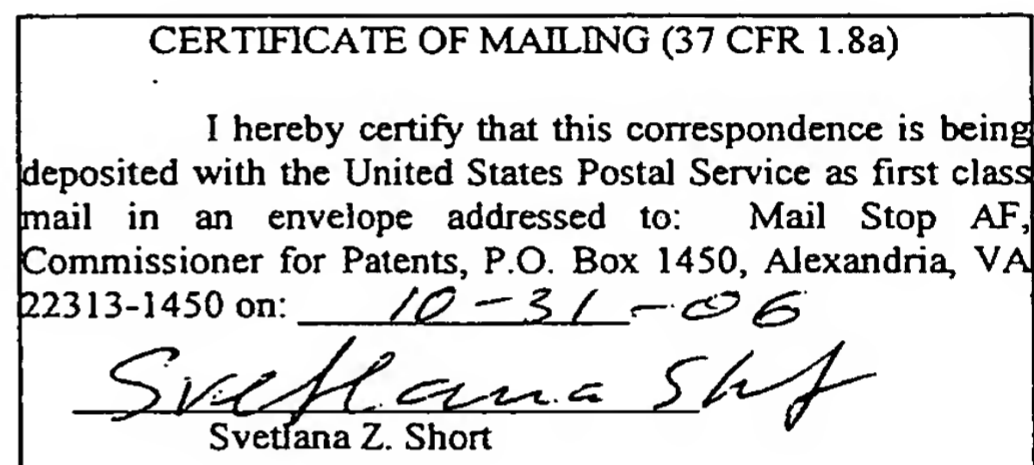 CERTIFICATE OF MAILING (37 CFR 1.8a)
I hereby certify that this correspondence is being
deposited with the United States Postal Service as first class
mail in an envelope addressed to: Mail Stop AF,
Commissioner for Patents, P.O. Box 1450, Alexandria, VA
22313-1450 on: 10-31-06
Svetlana Short
Svetlana Z. Short